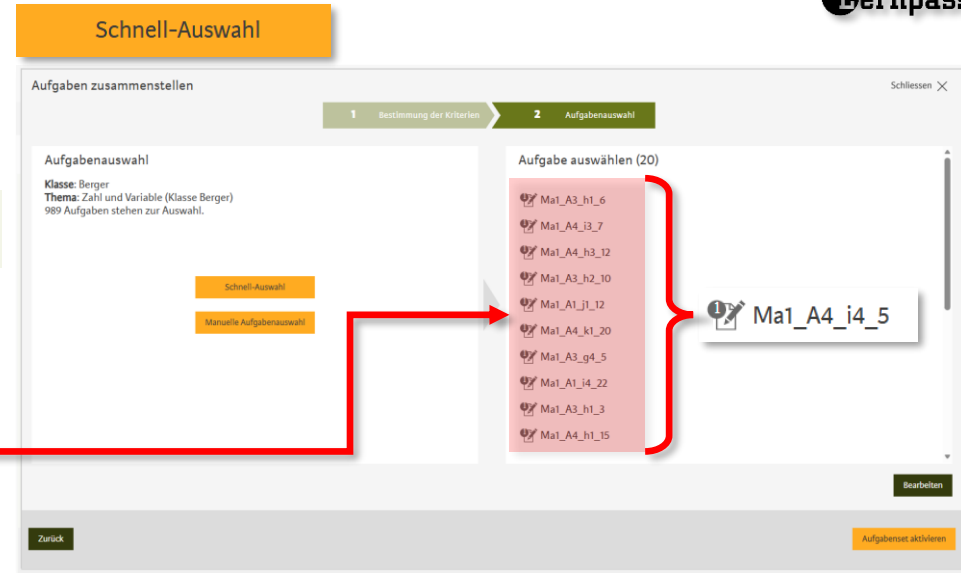 Lernpass
Schnell-Auswahl
Aufgaben zusammenstellen
Schliessen
1 Bestimmung der Kriterien
2 Aufgabenauswahl
Aufgabenauswahl
Klasse: Berger
Thema: Zahl und Variable (Klasse Berger)
989 Aufgaben stehen zur Auswahl.
Schnell-Auswahl
Manuelle Aufgabenauswahl
Aufgabe auswählen (20)
Ma1_A3_h1_6
Ma1_A4_i3_7
Ma1_A4_h3_12
Ma1_A3_h2_10
Ma1_A1_j1_12
Ma1_A4_k1_20
Ma1_A3_g4_5
Ma1_A1_i4_22
Ma1_A3_h1_3
Ma1_A4_h1_15
1 Ma1_A4_i4_5
Bearbeiten
Zurück
Aufgabenset aktivieren